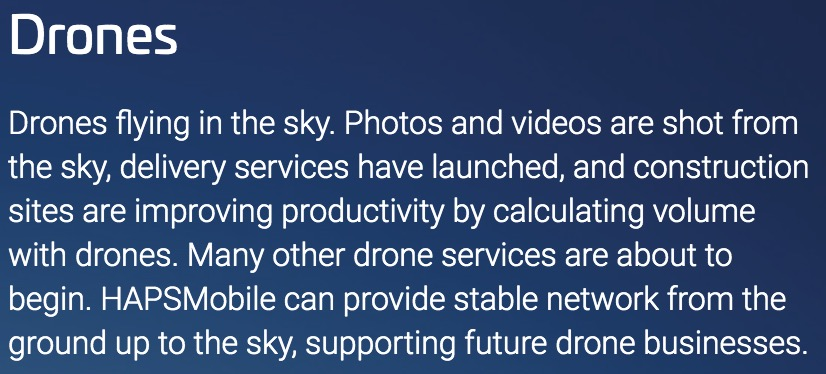 Drones
Drones flying in the sky. Photos and videos are shot from
the sky, delivery services have launched, and construction
sites are improving productivity by calculating volume
with drones. Many other drone services are about to
begin. HAPSMobile can provide stable network from the
ground up to the sky, supporting future drone businesses.